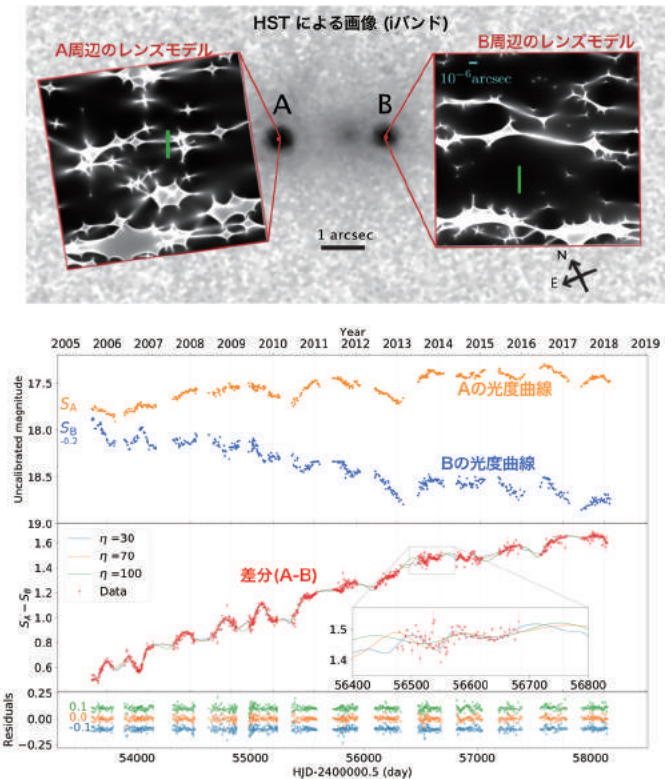 HST による画像 (iバンド)
A周辺のレンズモデル
B周辺のレンズモデル
10⁻⁶arcsec
A
B
1 arcsec
N
E
Year
2005 2006 2007 2008 2009 2010 2011 2012 2013 2014 2015 2016 2017 2018 2019
Uncalibrated magnitude
17.5
18.0
18.5
19.0
S_A
S_B
-0.2
Aの光度曲線
Bの光度曲線
S_A − S_B
1.6
1.4
1.2
1.0
0.8
0.6
η =30
η =70
η =100
Data
差分(A-B)
1.5
1.4
56400 56500 56600 56700 56800
Residuals
0.25
0.00
−0.25
0.1
0.0
-0.1
54000 55000 56000 57000 58000
HJD-2400000.5 (day)